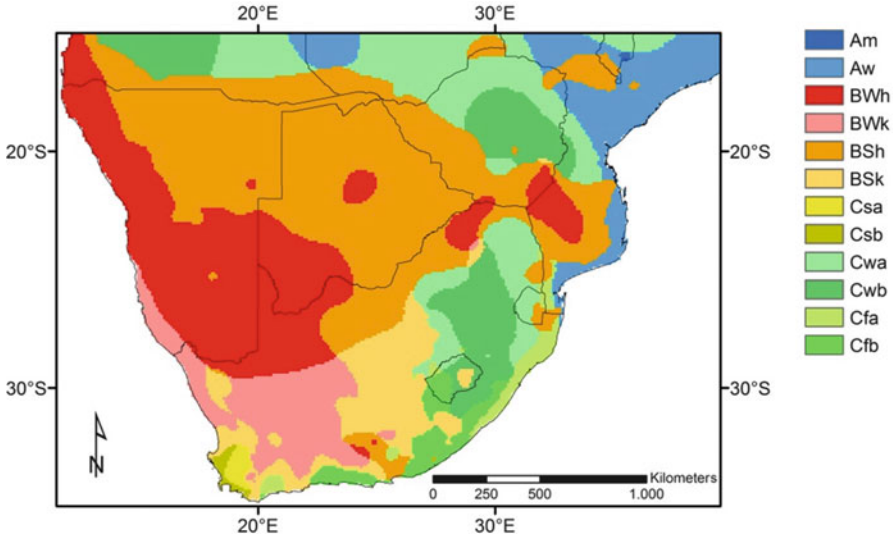 20°E 30°E
20°S 20°S
30°S 30°S
20°E 30°E
N
Kilometers
0 250 500 1.000
Am
Aw
BWh
BWk
BSh
BSk
Csa
Csb
Cwa
Cwb
Cfa
Cfb